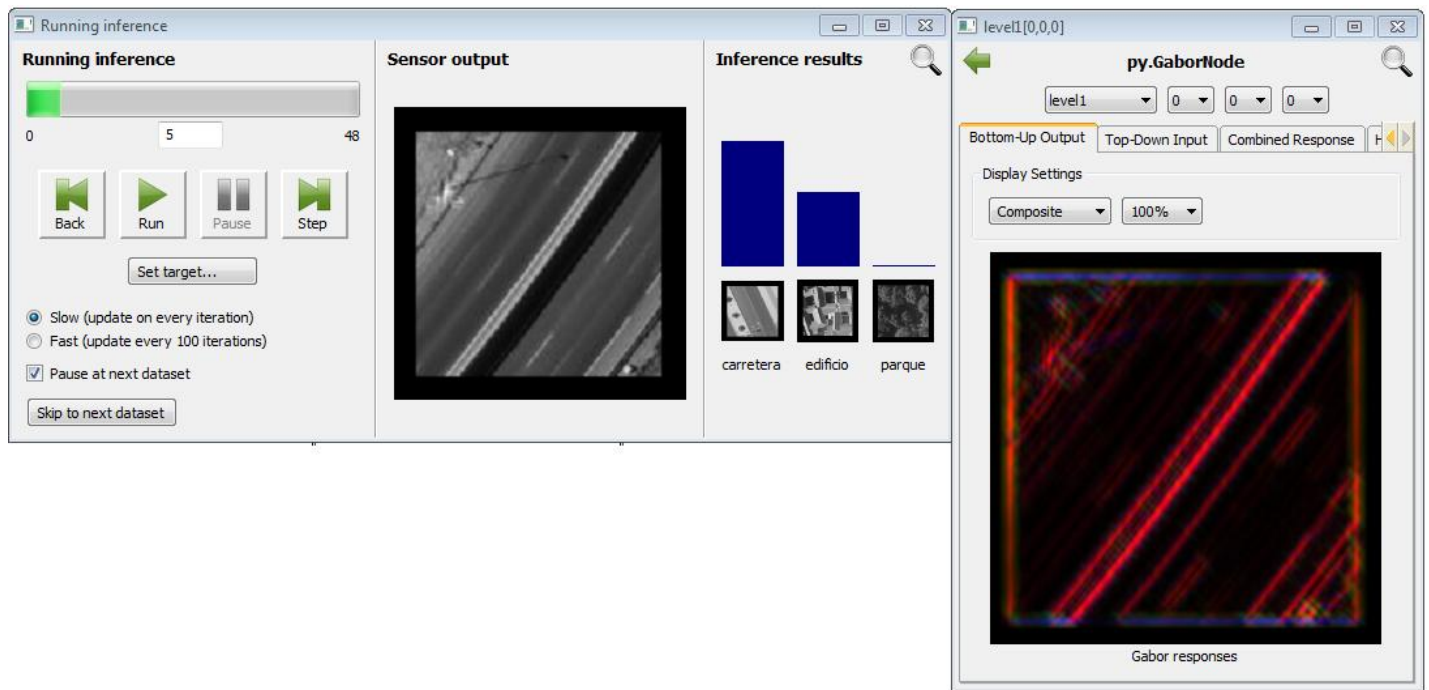 Running inference
Running inference
0 5 48
Back Run Pause Step
Set target...
Slow (update on every iteration)
Fast (update every 100 iterations)
Pause at next dataset
Skip to next dataset
Sensor output
Inference results
carretera edificio parque
level1[0,0,0]
py.GaborNode
level1 0 0 0
Bottom-Up Output Top-Down Input Combined Response
Display Settings
Composite 100%
Gabor responses